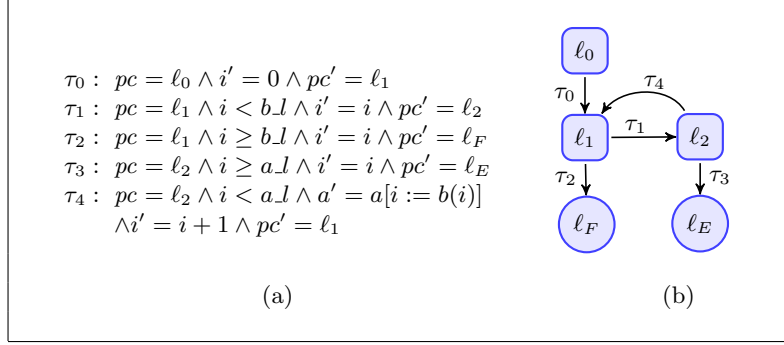 τ0 : pc = ℓ0 ∧ i′ = 0 ∧ pc′ = ℓ1
τ1 : pc = ℓ1 ∧ i < b_l ∧ i′ = i ∧ pc′ = ℓ2
τ2 : pc = ℓ1 ∧ i ≥ b_l ∧ i′ = i ∧ pc′ = ℓF
τ3 : pc = ℓ2 ∧ i ≥ a_l ∧ i′ = i ∧ pc′ = ℓE
τ4 : pc = ℓ2 ∧ i < a_l ∧ a′ = a[i := b(i)]
∧i′ = i + 1 ∧ pc′ = ℓ1
(a)
ℓ0
τ0
τ4
ℓ1
τ1
ℓ2
τ2
τ3
ℓF
ℓE
(b)